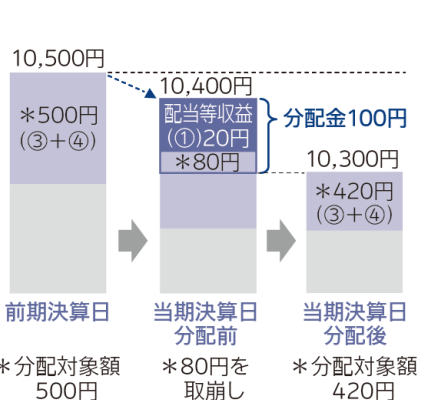 10,500円
10,400円
＊500円
(③+④)
配当等収益
(①)20円
＊80円
分配金100円
10,300円
＊420円
(③+④)
前期決算日
当期決算日
分配前
当期決算日
分配後
＊分配対象額
500円
＊80円を
取崩し
＊分配対象額
420円